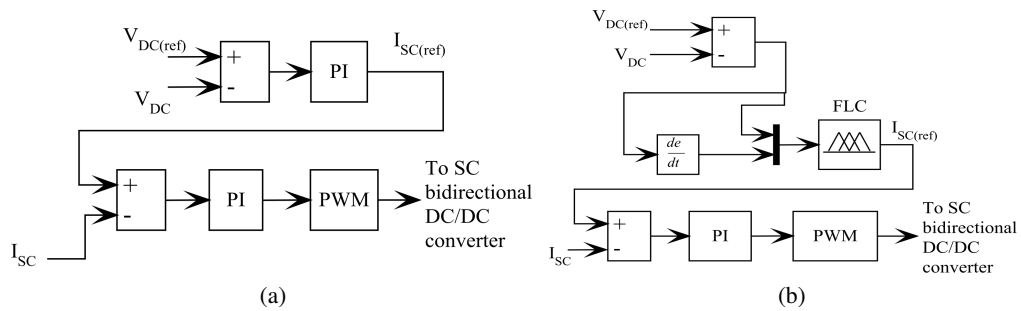 V_DC(ref)
+
-
V_DC
PI
I_SC(ref)
+
-
I_SC
PI
PWM
To SC
bidirectional
DC/DC
converter
(a)
V_DC(ref)
+
-
V_DC
de
dt
FLC
I_SC(ref)
+
-
I_SC
PI
PWM
To SC
bidirectional
DC/DC
converter
(b)